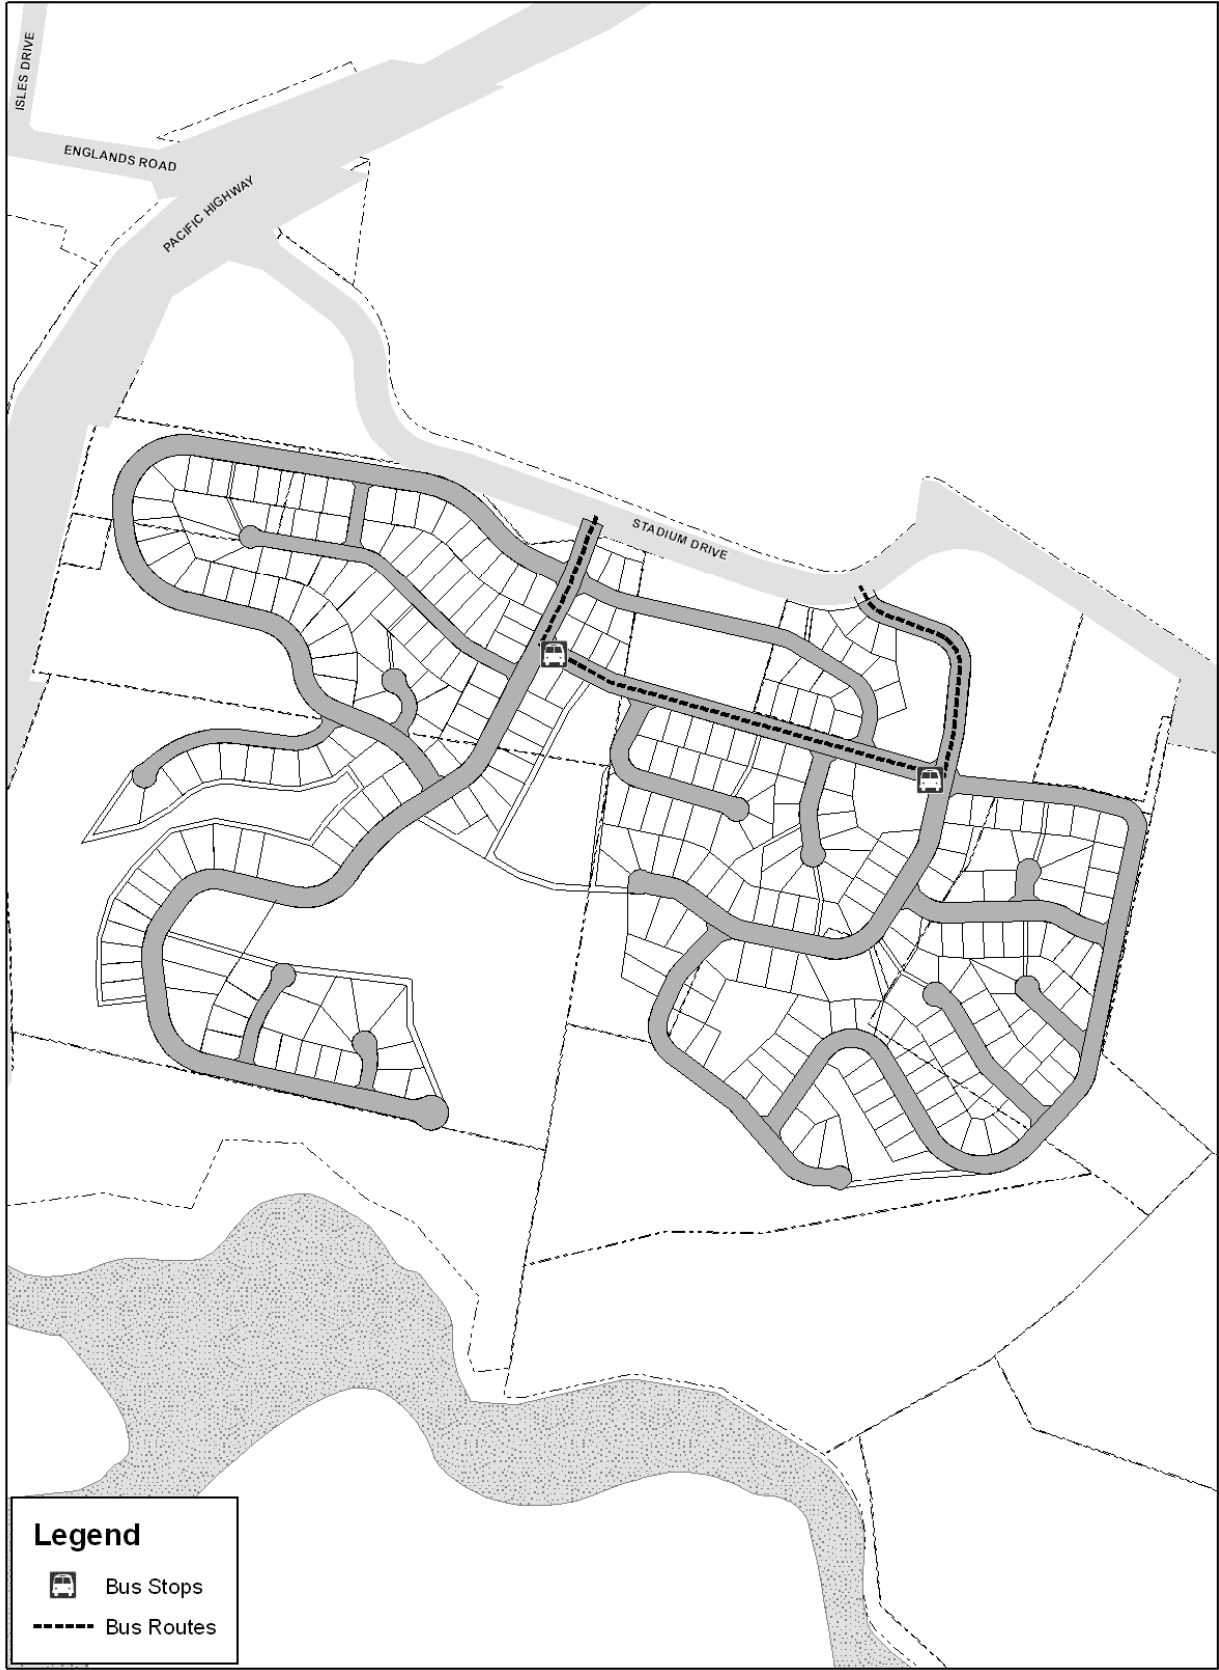 ISLES DRIVE
ENGLANDS ROAD
PACIFIC HIGHWAY
STADIUM DRIVE
Legend
Bus Stops
Bus Routes